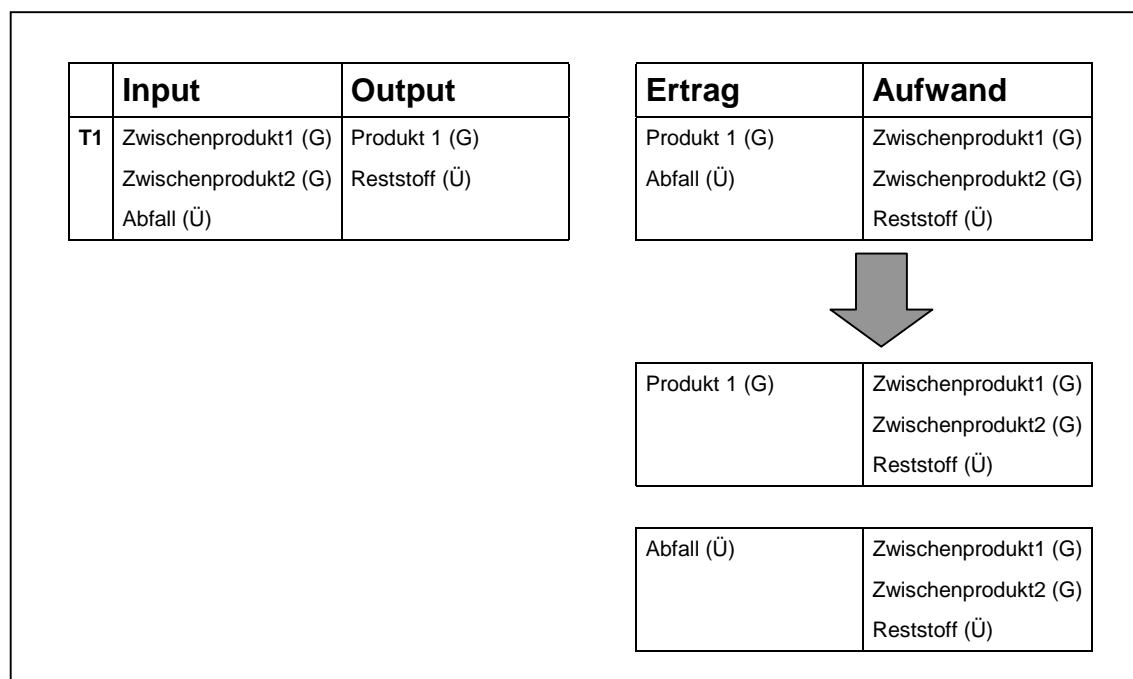 Input Output
T1 Zwischenprodukt1 (G) Produkt 1 (G)
Zwischenprodukt2 (G) Reststoff (Ü)
Abfall (Ü)
Ertrag Aufwand
Produkt 1 (G) Zwischenprodukt1 (G)
Abfall (Ü) Zwischenprodukt2 (G)
Reststoff (Ü)
Produkt 1 (G) Zwischenprodukt1 (G)
Zwischenprodukt2 (G)
Reststoff (Ü)
Abfall (Ü) Zwischenprodukt1 (G)
Zwischenprodukt2 (G)
Reststoff (Ü)